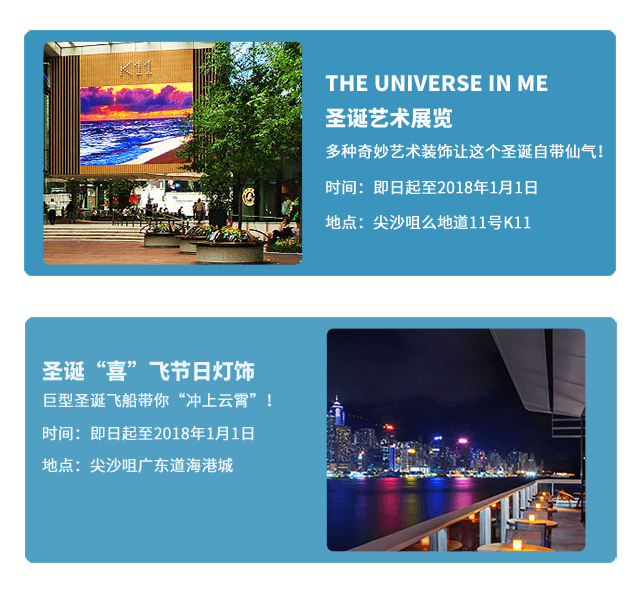 K11
THE UNIVERSE IN ME
圣诞艺术展览
多种奇妙艺术装饰让这个圣诞自带仙气!
时间：即日起至2018年1月1日
地点：尖沙咀么地道11号K11
圣诞“喜”飞节日灯饰
巨型圣诞飞船带你“冲上云霄”！
时间：即日起至2018年1月1日
地点：尖沙咀广东道海港城